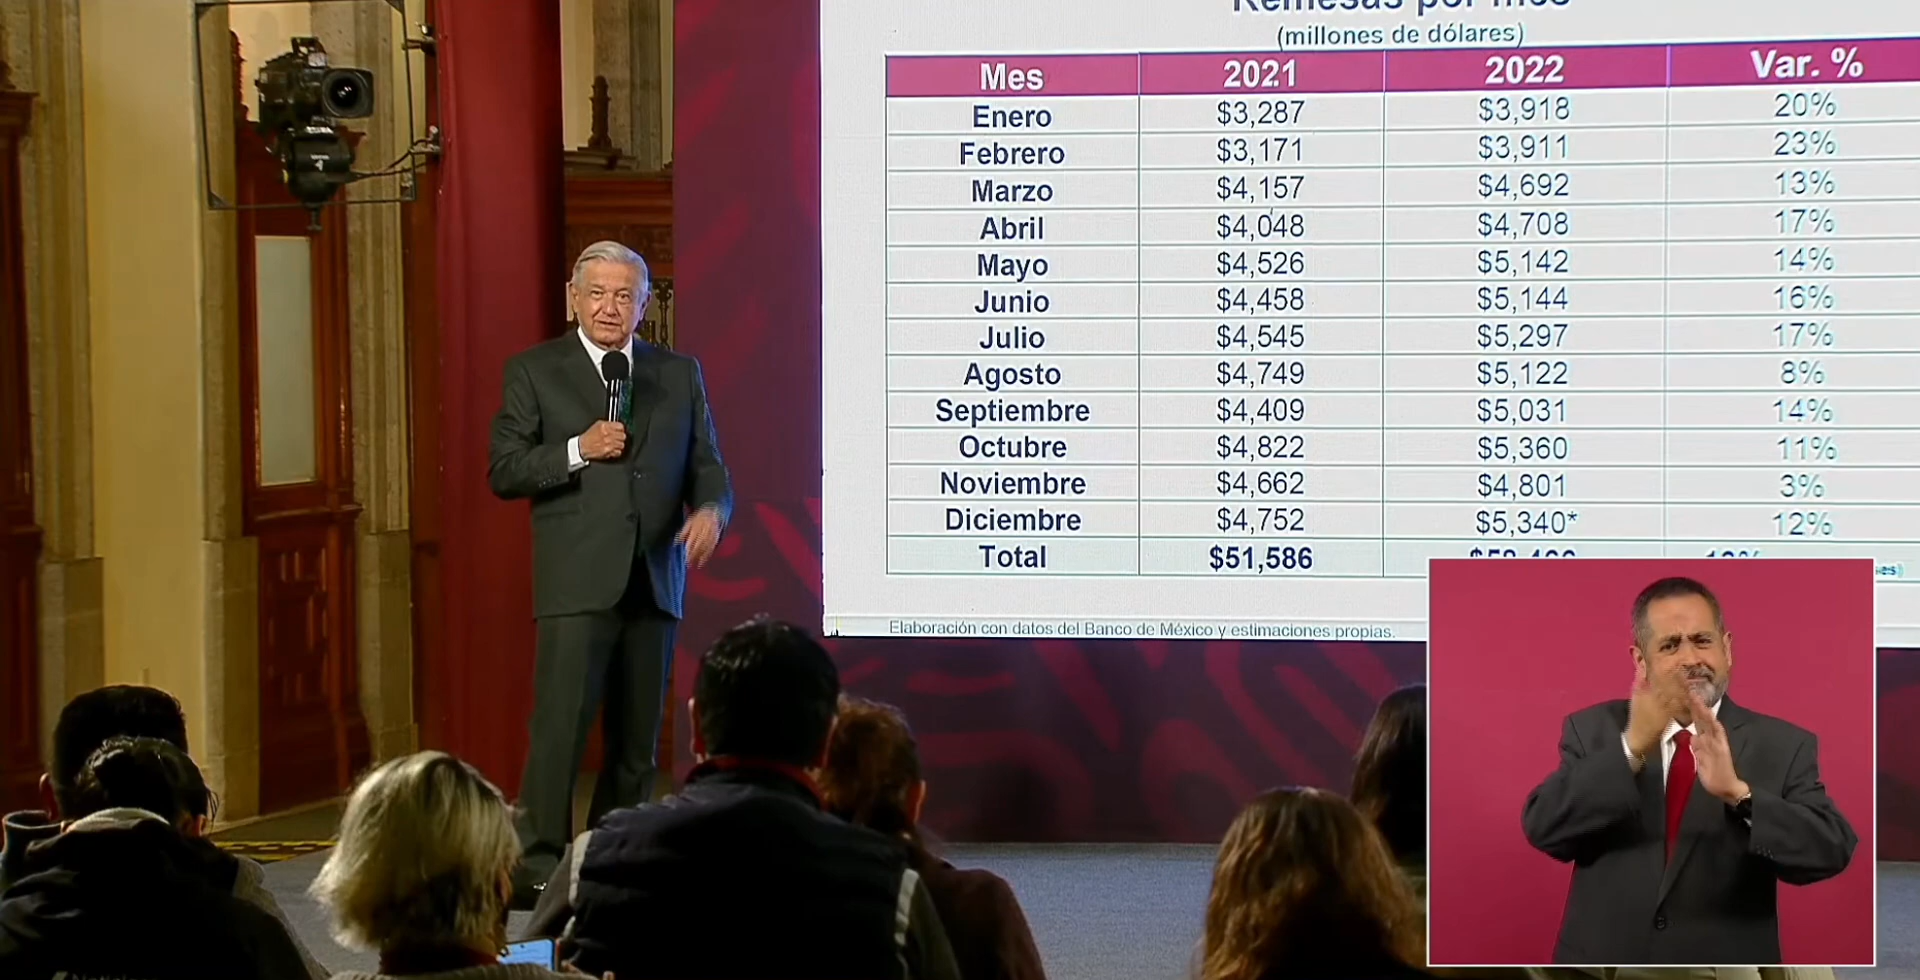 Remesas por mes
(millones de dólares)
Mes 2021 2022 Var. %
Enero $3,287 $3,918 20%
Febrero $3,171 $3,911 23%
Marzo $4,157 $4,692 13%
Abril $4,048 $4,708 17%
Mayo $4,526 $5,142 14%
Junio $4,458 $5,144 16%
Julio $4,545 $5,297 17%
Agosto $4,749 $5,122 8%
Septiembre $4,409 $5,031 14%
Octubre $4,822 $5,360 11%
Noviembre $4,662 $4,801 3%
Diciembre $4,752 $5,340* 12%
Total $51,586
Elaboración con datos del Banco de México y estimaciones propias.